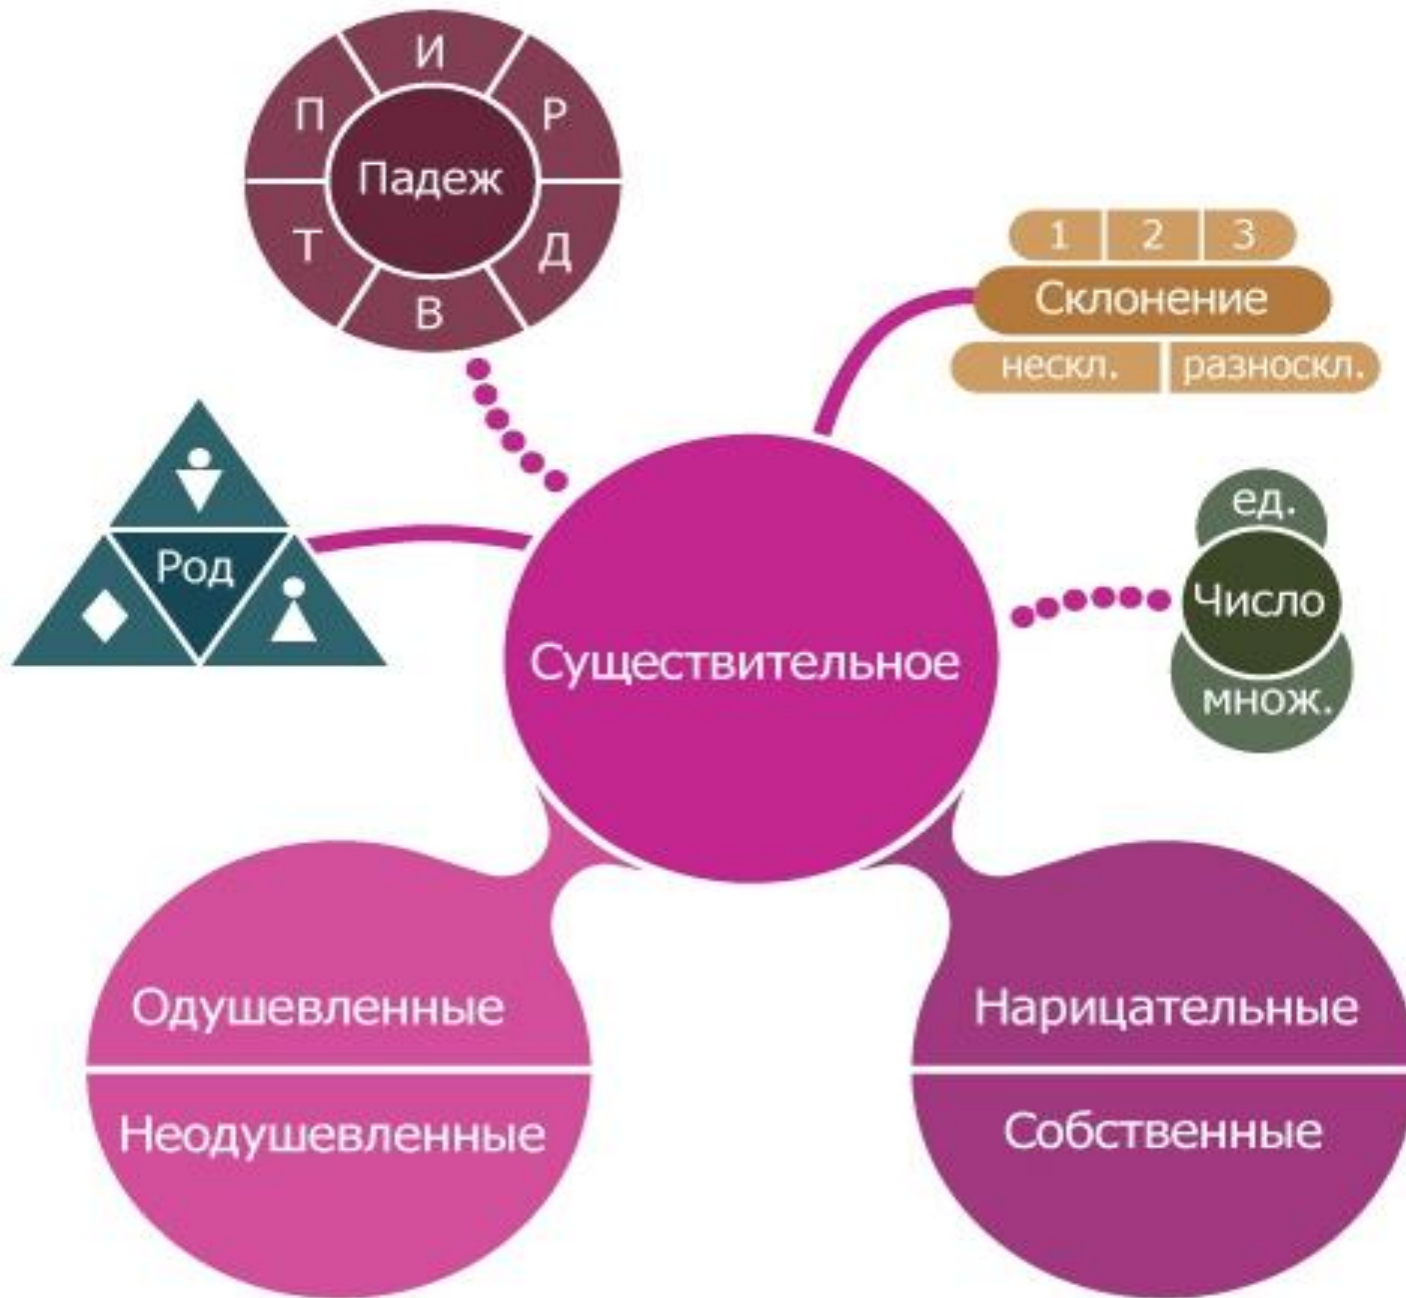 И
П
Р
Падеж
Т
Д
В
1 2 3
Склонение
нескл. разноскл.
Род
ед.
Число
множ.
Существительное
Одушевленные
Неодушевленные
Нарицательные
Собственные